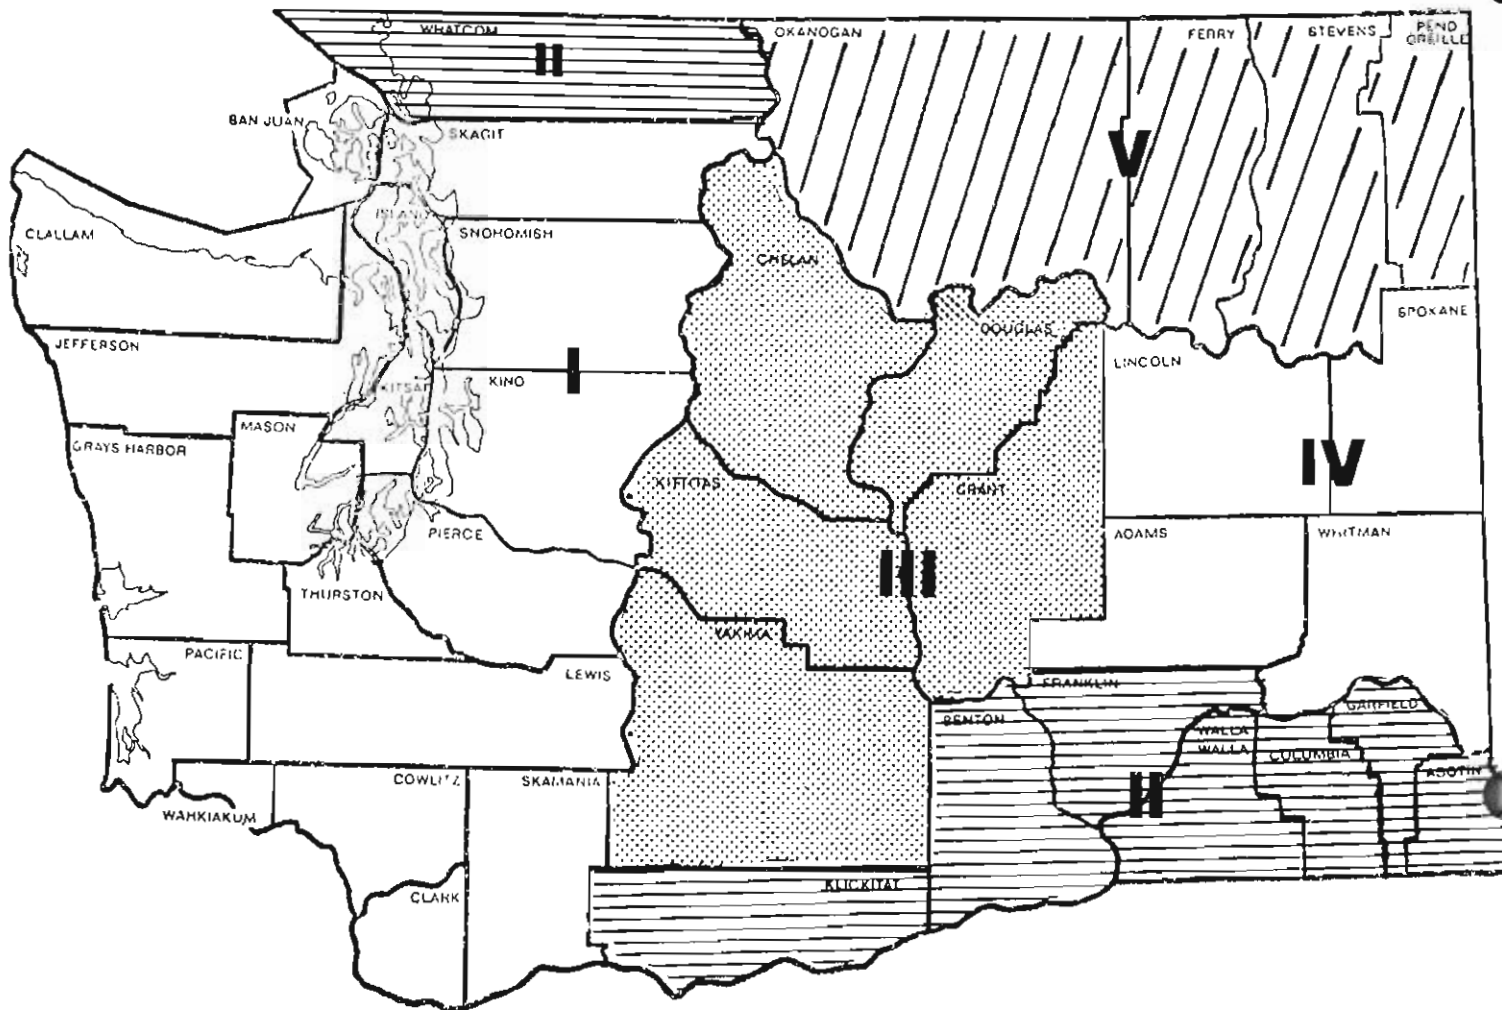 WHATCOM
II
OKANOGAN
FERRY
STEVENS
PEND
OREILLE
SAN JUAN
SKAGIT
V
ISLAND
CLALLAM
SNOHOMISH
CHELAN
SPOKANE
DOUGLAS
JEFFERSON
LINCOLN
KITSAP
KING
I
MASON
GRAYS HARBOR
IV
KITTITAS
GRANT
PIERCE
ADAMS
WHITMAN
III
THURSTON
YAKIMA
PACIFIC
LEWIS
FRANKLIN
GARFIELD
BENTON
WALLA
WALLA
COLUMBIA
ASOTIN
COWLITZ
SKAMANIA
II
WAHKIAKUM
KLICKITAT
CLARK